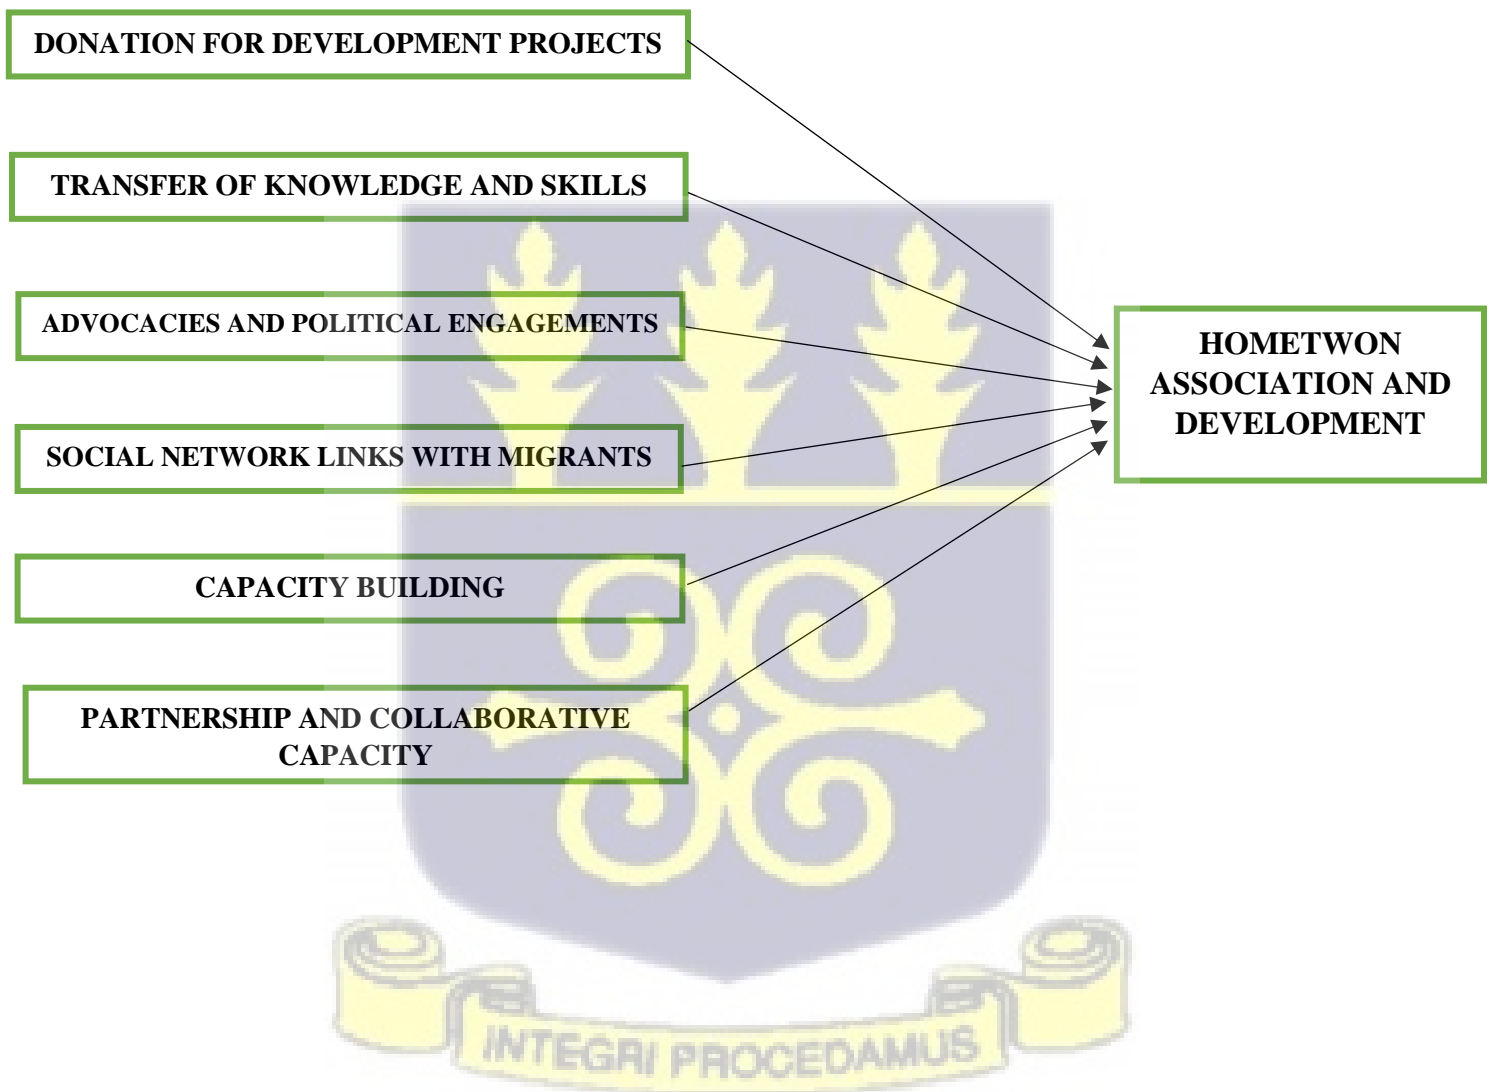 DONATION FOR DEVELOPMENT PROJECTS
TRANSFER OF KNOWLEDGE AND SKILLS
ADVOCACIES AND POLITICAL ENGAGEMENTS
SOCIAL NETWORK LINKS WITH MIGRANTS
CAPACITY BUILDING
PARTNERSHIP AND COLLABORATIVE
CAPACITY
HOMETWON
ASSOCIATION AND
DEVELOPMENT
INTEGRI PROCEDAMUS